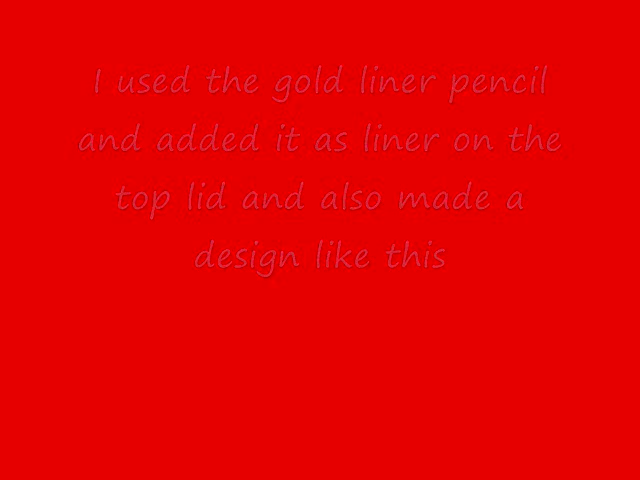 I used the gold liner pencil
and added it as liner on the
top lid and also made a
design like this